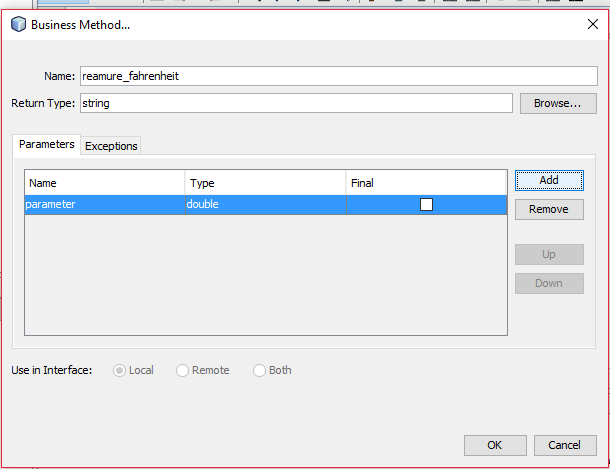 Business Method...
Name: reamure_fahrenheit
Return Type: string Browse...
Parameters Exceptions
Name Type Final Add
parameter double
Remove
Up
Down
Use in Interface: Local Remote Both
OK Cancel